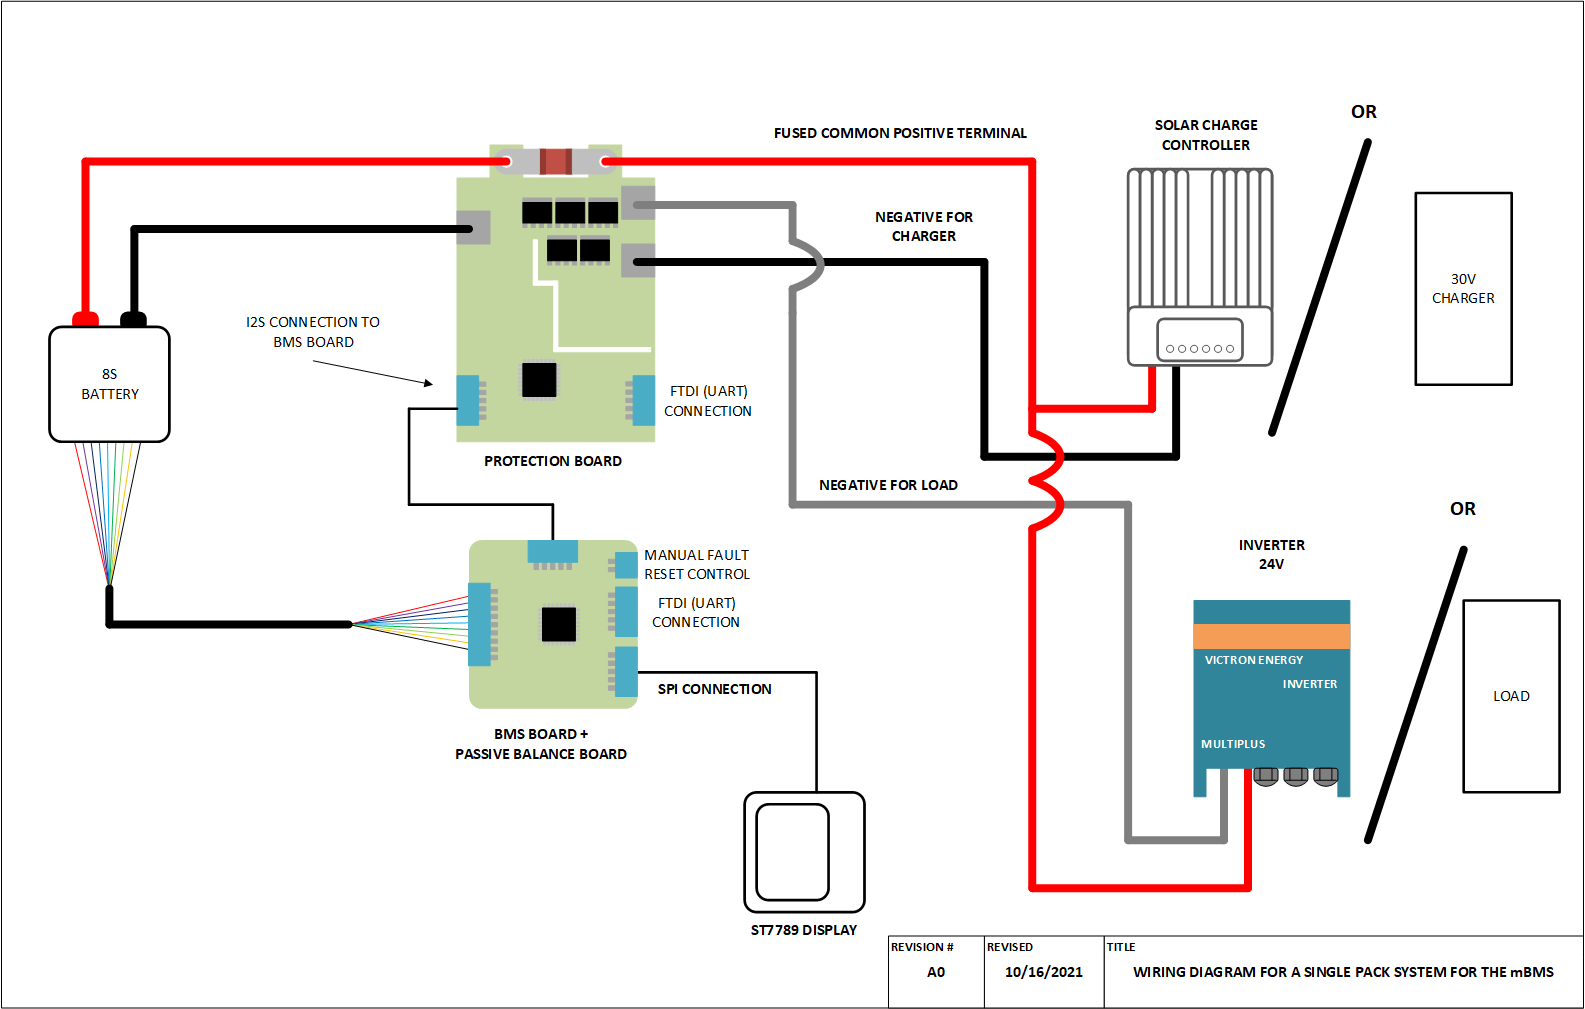 OR
FUSED COMMON POSITIVE TERMINAL
SOLAR CHARGE
CONTROLLER
NEGATIVE FOR
CHARGER
30V
CHARGER
I2S CONNECTION TO
BMS BOARD
8S
BATTERY
FTDI (UART)
CONNECTION
PROTECTION BOARD
NEGATIVE FOR LOAD
OR
INVERTER
24V
MANUAL FAULT
RESET CONTROL
FTDI (UART)
CONNECTION
VICTRON ENERGY
INVERTER
MULTIPLUS
LOAD
SPI CONNECTION
BMS BOARD +
PASSIVE BALANCE BOARD
ST7789 DISPLAY
REVISION #
A0
REVISED
10/16/2021
TITLE
WIRING DIAGRAM FOR A SINGLE PACK SYSTEM FOR THE mBMS